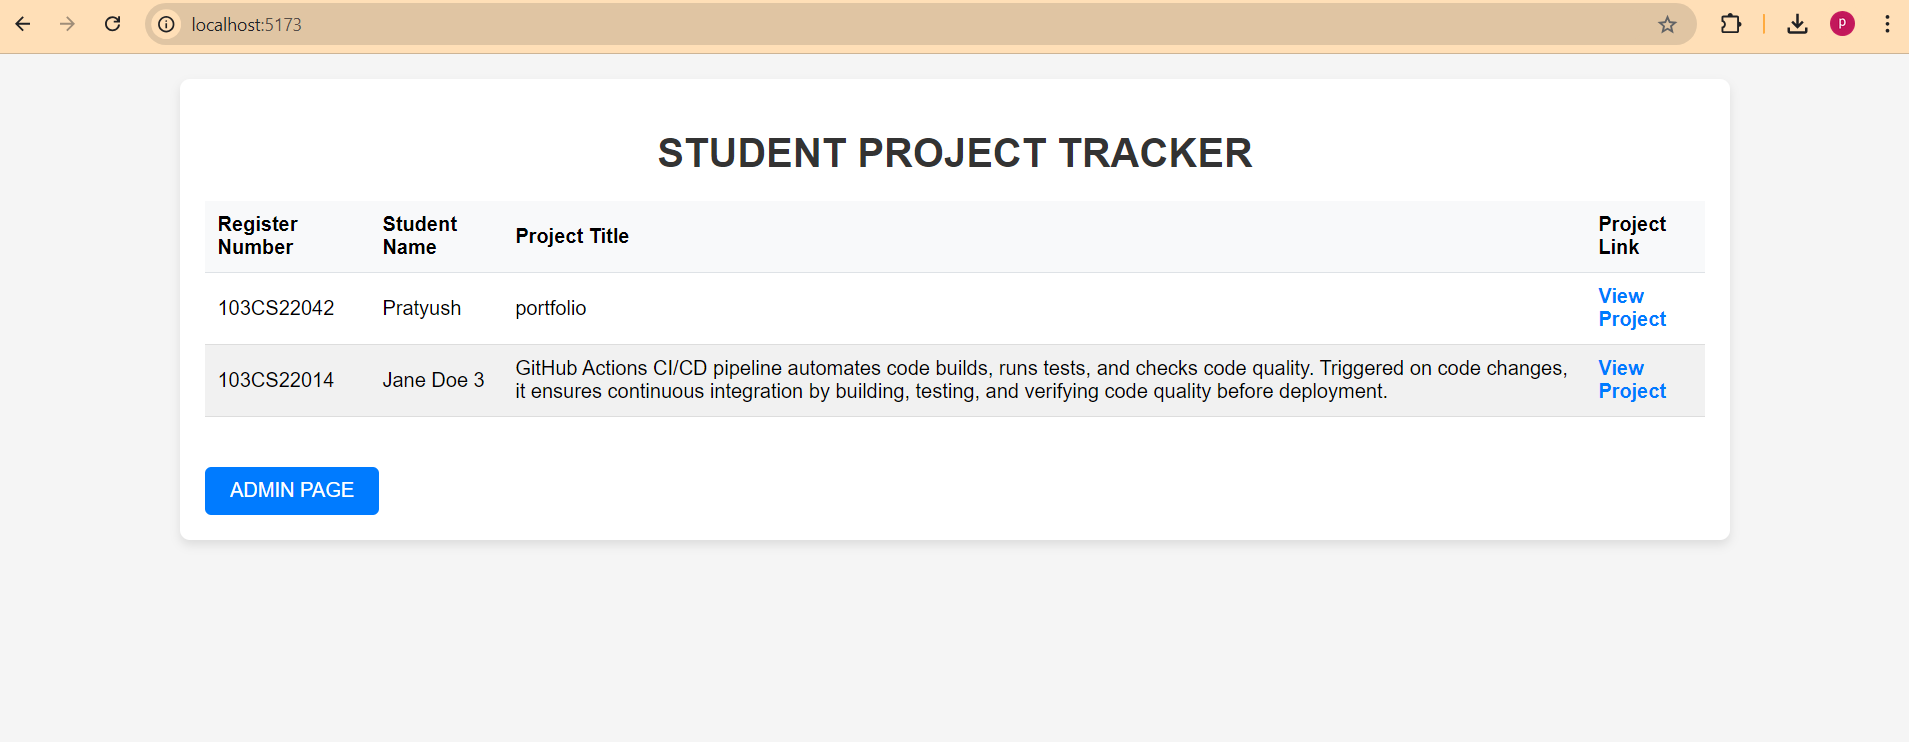 localhost:5173
P
STUDENT PROJECT TRACKER
Register Number
Student Name
Project Title
Project Link
103CS22042
Pratyush
portfolio
View Project
103CS22014
Jane Doe 3
GitHub Actions CI/CD pipeline automates code builds, runs tests, and checks code quality. Triggered on code changes,
it ensures continuous integration by building, testing, and verifying code quality before deployment.
View Project
ADMIN PAGE